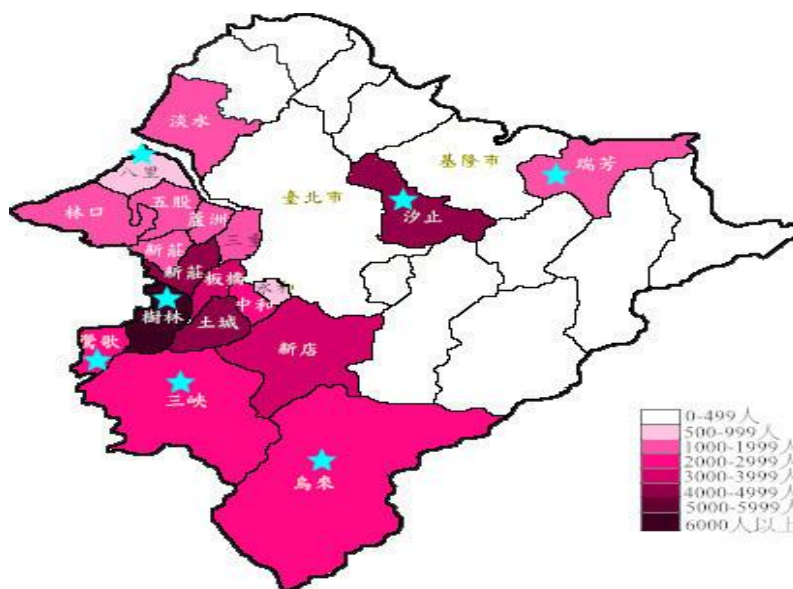 淡水
八里
基隆市
瑞芳
臺北市
汐止
林口
五股
蘆洲
三重
新莊
新莊
板橋
永和
中和
樹林
土城
鶯歌
新店
三峽
烏來
0-499人
500-999人
1000-1999人
2000-2999人
3000-3999人
4000-4999人
5000-5999人
6000人以上